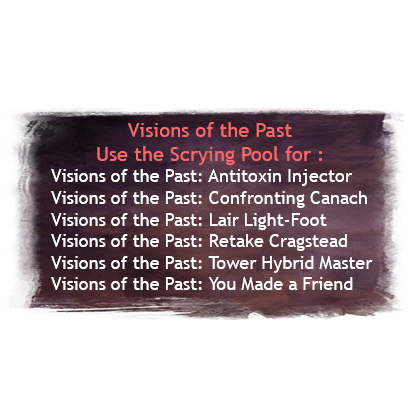 Visions of the Past
Use the Scrying Pool for :
Visions of the Past: Antitoxin Injector
Visions of the Past: Confronting Canach
Visions of the Past: Lair Light-Foot
Visions of the Past: Retake Cragstead
Visions of the Past: Tower Hybrid Master
Visions of the Past: You Made a Friend